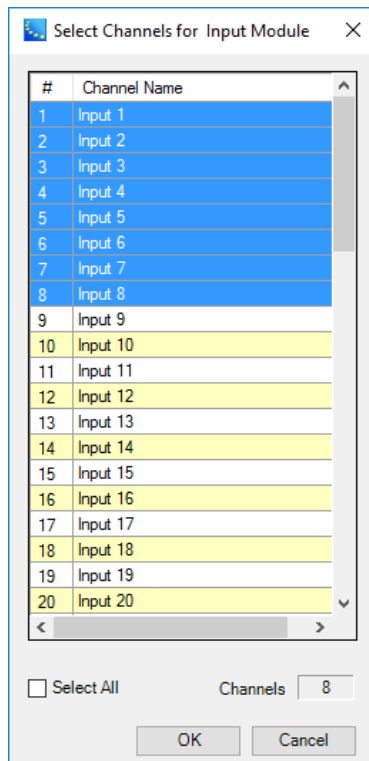 Select Channels for Input Module
# Channel Name
1 Input 1
2 Input 2
3 Input 3
4 Input 4
5 Input 5
6 Input 6
7 Input 7
8 Input 8
9 Input 9
10 Input 10
11 Input 11
12 Input 12
13 Input 13
14 Input 14
15 Input 15
16 Input 16
17 Input 17
18 Input 18
19 Input 19
20 Input 20
Select All Channels 8
OK Cancel